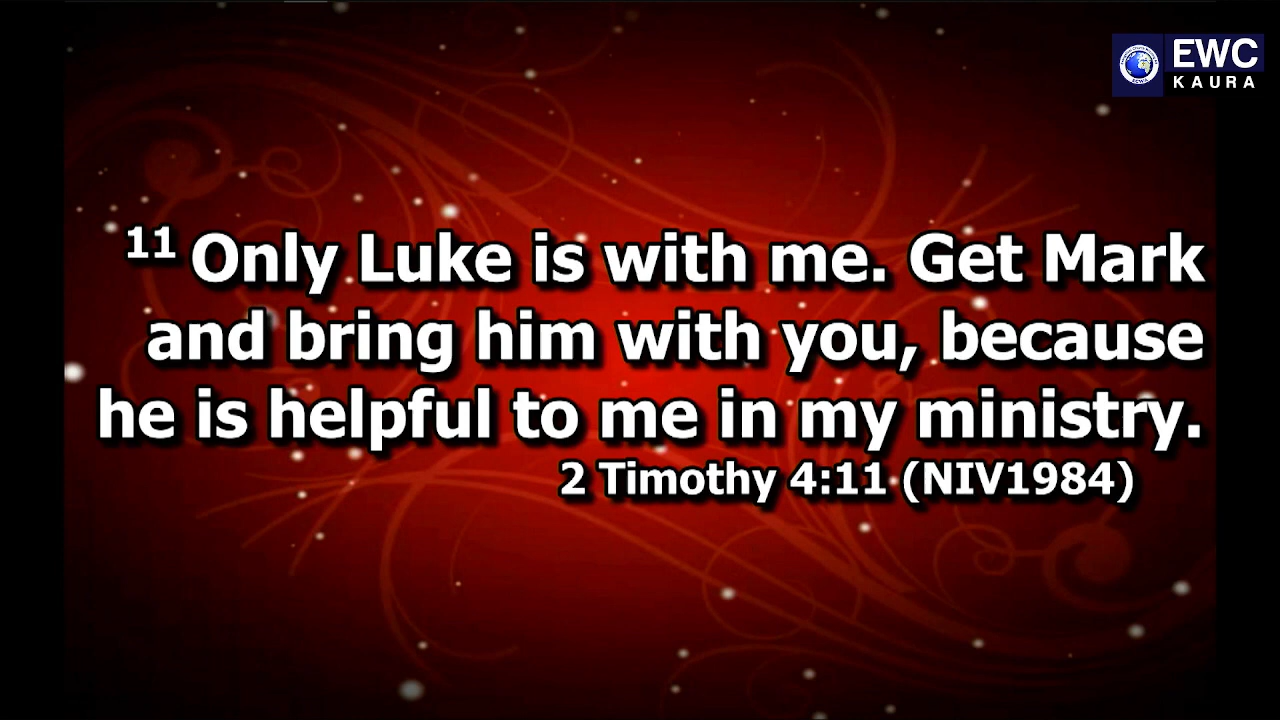 EWC
KAURA
11 Only Luke is with me. Get Mark
and bring him with you, because
he is helpful to me in my ministry.
2 Timothy 4:11 (NIV1984)